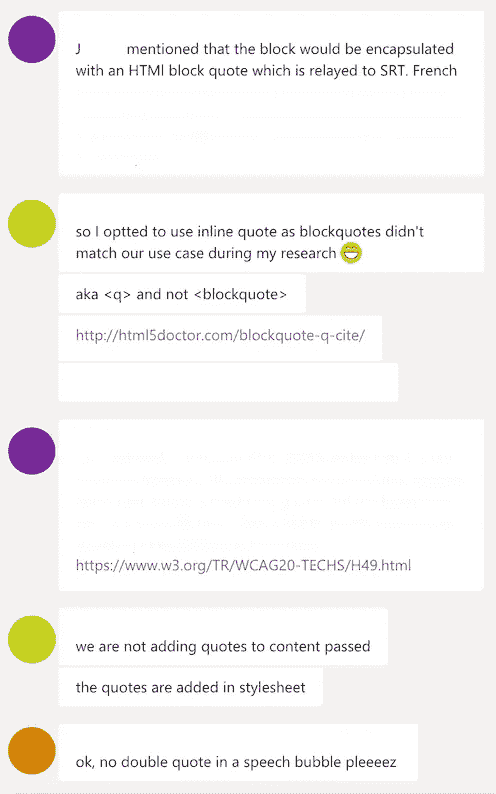 J mentioned that the block would be encapsulated
with an HTMl block quote which is relayed to SRT. French
so I optted to use inline quote as blockquotes didn't
match our use case during my research
aka <q> and not <blockquote>
http://html5doctor.com/blockquote-q-cite/
https://www.w3.org/TR/WCAG20-TECHS/H49.html
we are not adding quotes to content passed
the quotes are added in stylesheet
ok, no double quote in a speech bubble pleeeez